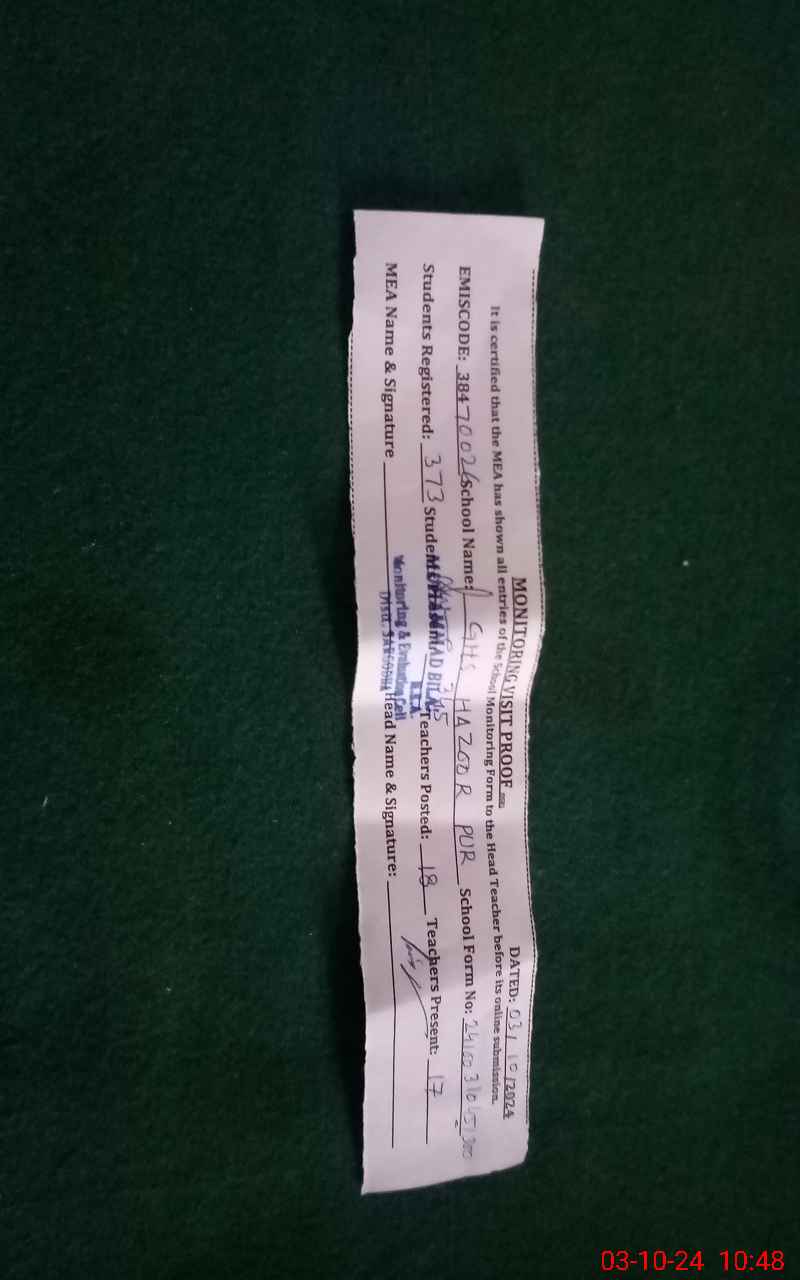 MONITORING VISIT PROOF
DATED: 03/10/2024
It is certified that the MEA has shown all entries of the School Monitoring Form to the Head Teacher before its online submission.
EMISCODE: 38470026 School Name: GHS HAZOOR PUR School Form No:
Students Registered: 373 Students 315 Teachers Posted: 18 Teachers Present: 17
MEA Name & Signature Head Name & Signature:
MUHAMMAD BILAL
M.E.A.
Monitoring & Evaluation Cell
Distt. SARGODHA
03-10-24 10:48